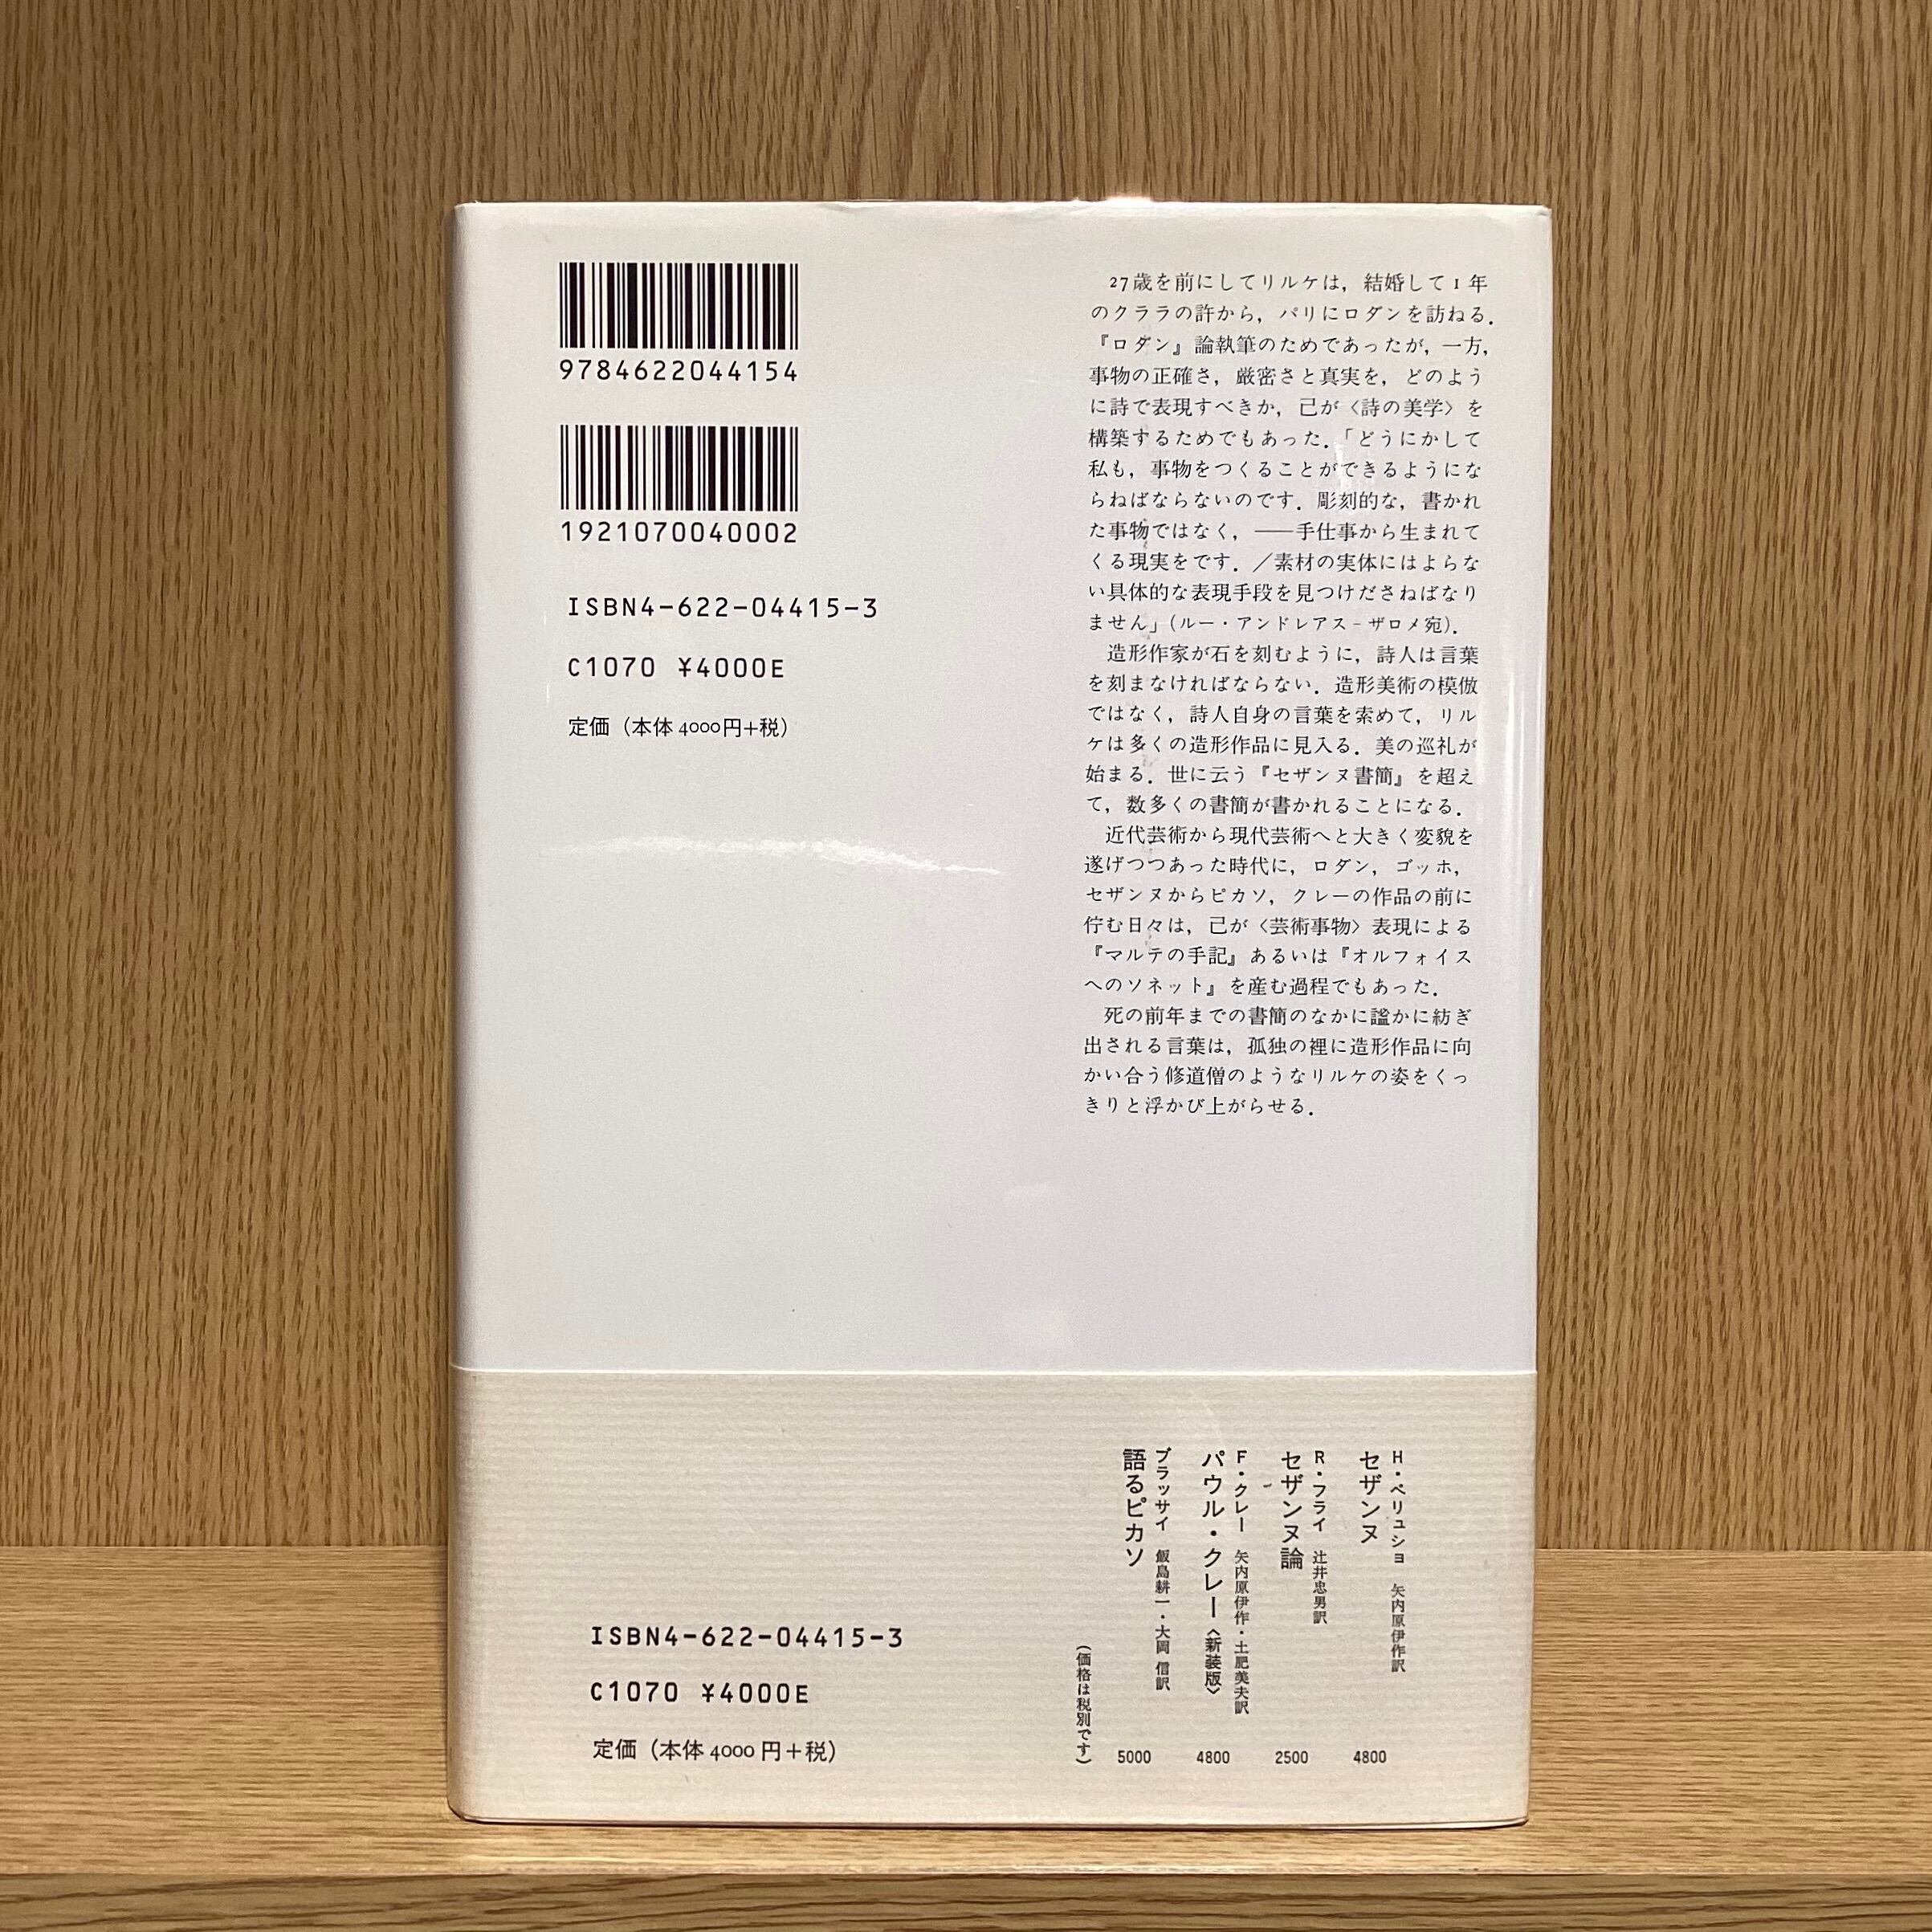 9784622044154
1921070040002
ISBN4-622-04415-3
C1070 ¥4000E
定価（本体4000円+税）
27歳を前にしてリルケは，結婚して1年
のクララの許から，パリにロダンを訪ねる．
『ロダン』論執筆のためであったが，一方，
事物の正確さ，厳密さと真実を，どのよう
に詩で表現すべきか，己が〈詩の美学〉を
構築するためでもあった．「どうにかして
私も，事物をつくることができるようにな
らねばならないのです．彫刻的な，書かれ
た事物ではなく，――手仕事から生まれて
くる現実をです．／素材の実体にはよらな
い具体的な表現手段を見つけださねばなり
ません」（ルー・アンドレアス‐ザロメ宛）．
造形作家が石を刻むように，詩人は言葉
を刻まなければならない．造形美術の模倣
ではなく，詩人自身の言葉を索めて，リル
ケは多くの造形作品に見入る．美の巡礼が
始まる．世に云う『セザンヌ書簡』を超え
て，数多くの書簡が書かれることになる．
近代芸術から現代芸術へと大きく変貌を
遂げつつあった時代に，ロダン，ゴッホ，
セザンヌからピカソ，クレーの作品の前に
佇む日々は，己が〈芸術事物〉表現による
『マルテの手記』あるいは『オルフォイス
へのソネット』を産む過程でもあった．
死の前年までの書簡のなかに謐かに紡ぎ
出される言葉は，孤独の裡に造形作品に向
かい合う修道僧のようなリルケの姿をくっ
きりと浮かび上がらせる．
H・ペリュショ 矢内原伊作訳
セザンヌ 4800
R・フライ 辻井忠男訳
セザンヌ論 2500
F・クレー 矢内原伊作・土肥美夫訳
パウル・クレー〈新装版〉 4800
ブラッサイ 飯島耕一・大岡 信訳
語るピカソ 5000
（価格は税別です）
ISBN4-622-04415-3
C1070 ¥4000E
定価（本体4000円＋税）